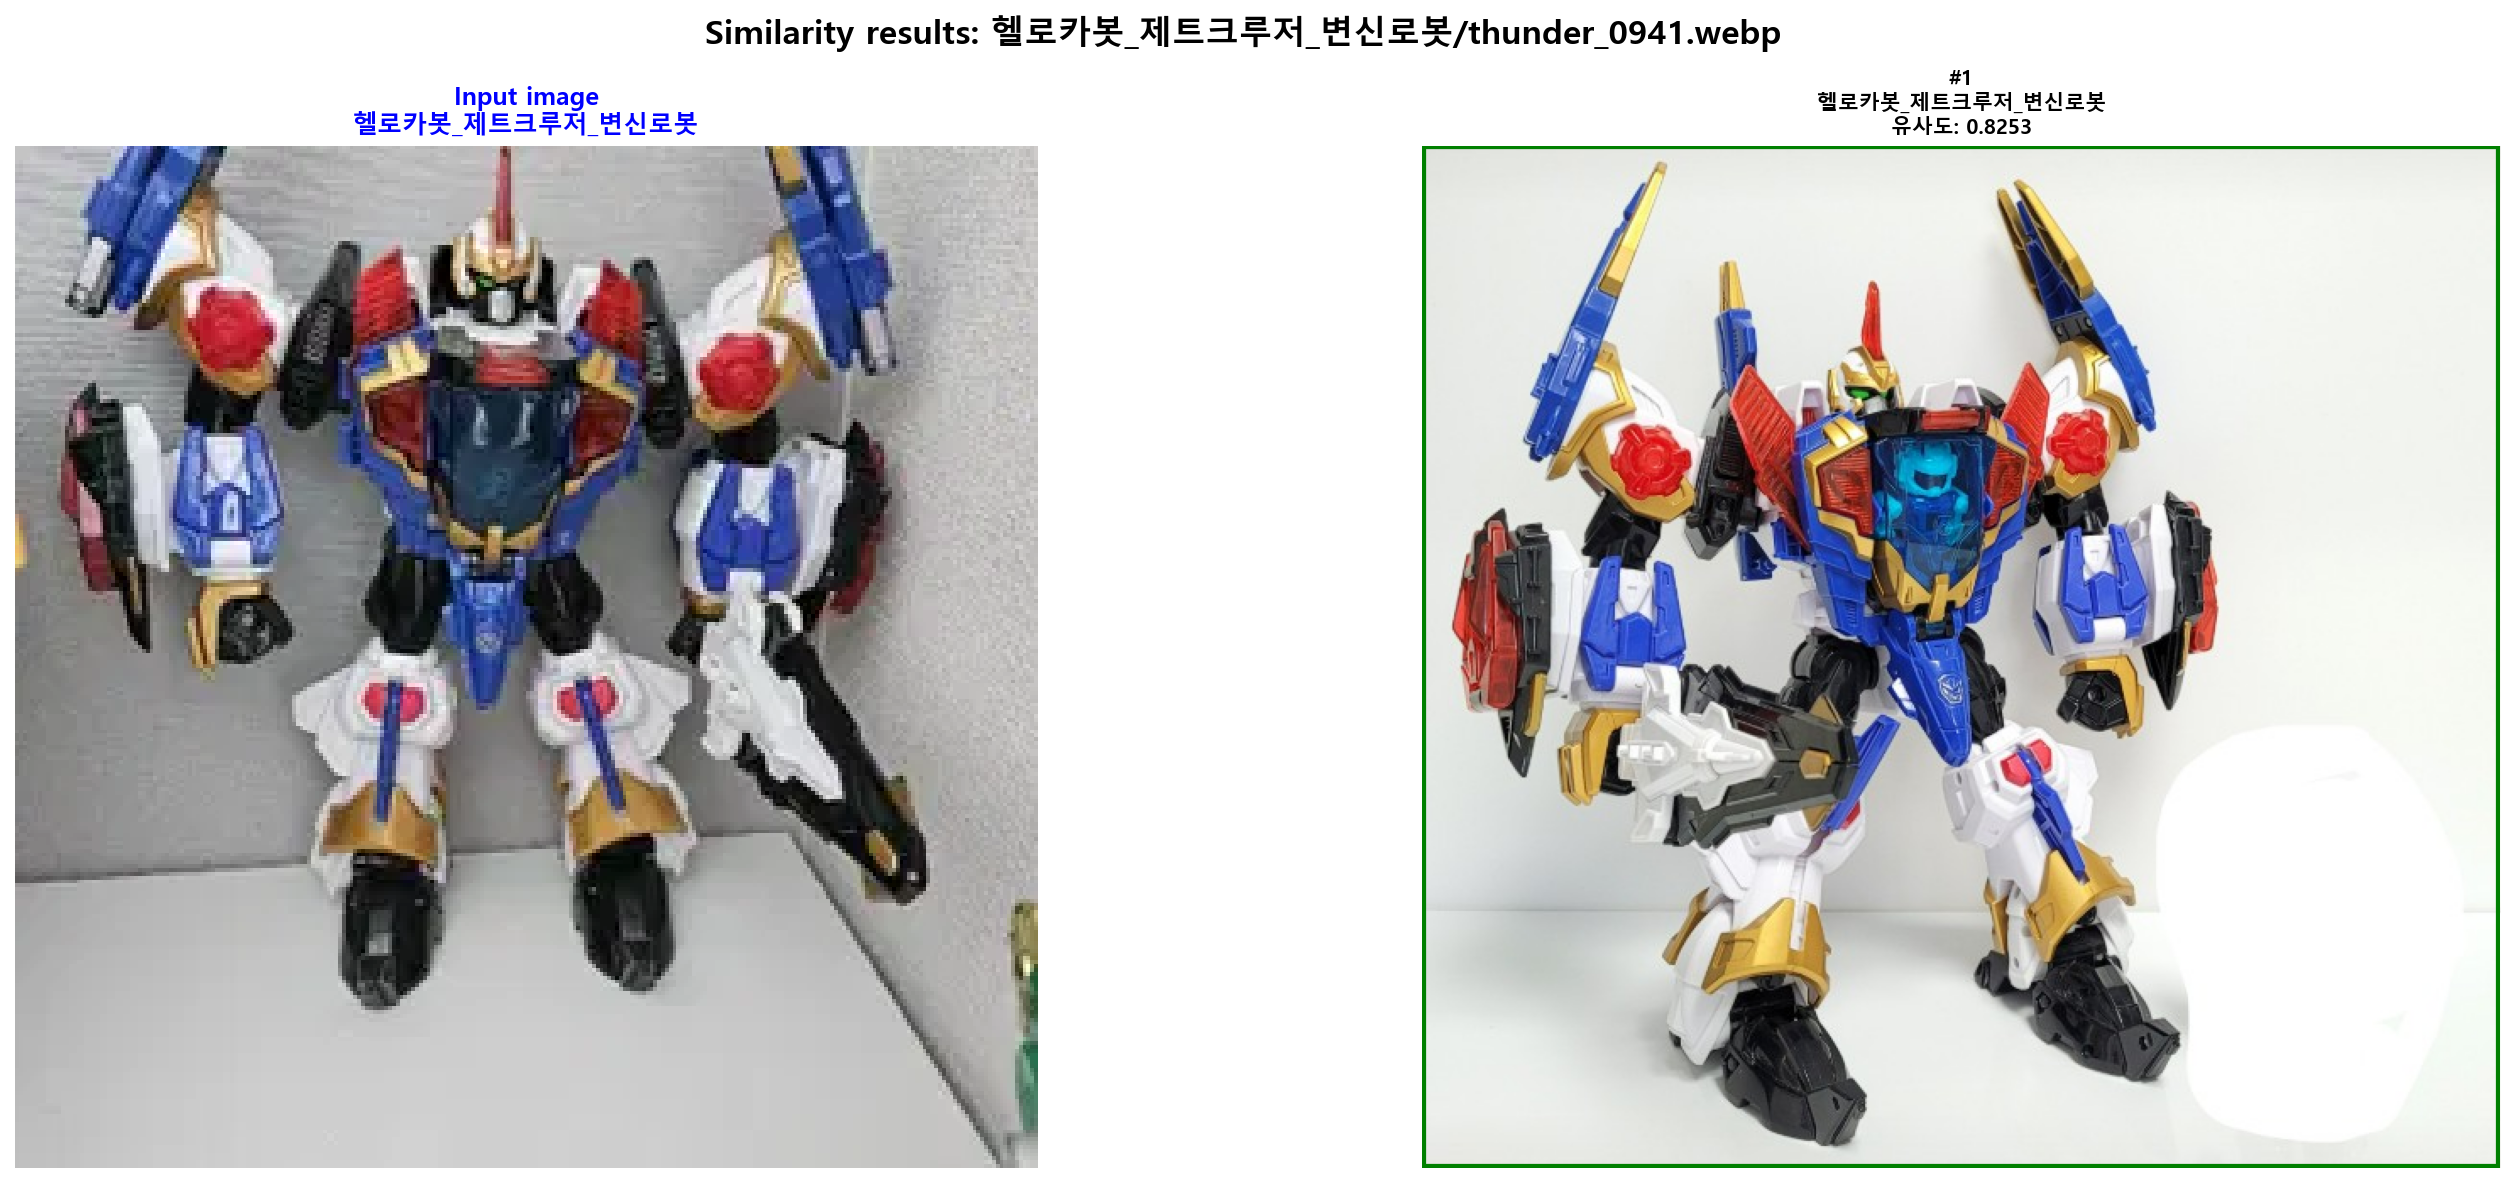 Similarity results: 헬로카봇_제트크루저_변신로봇/thunder_0941.webp
Input image
헬로카봇_제트크루저_변신로봇
#1
헬로카봇_제트크루저_변신로봇
유사도: 0.8253